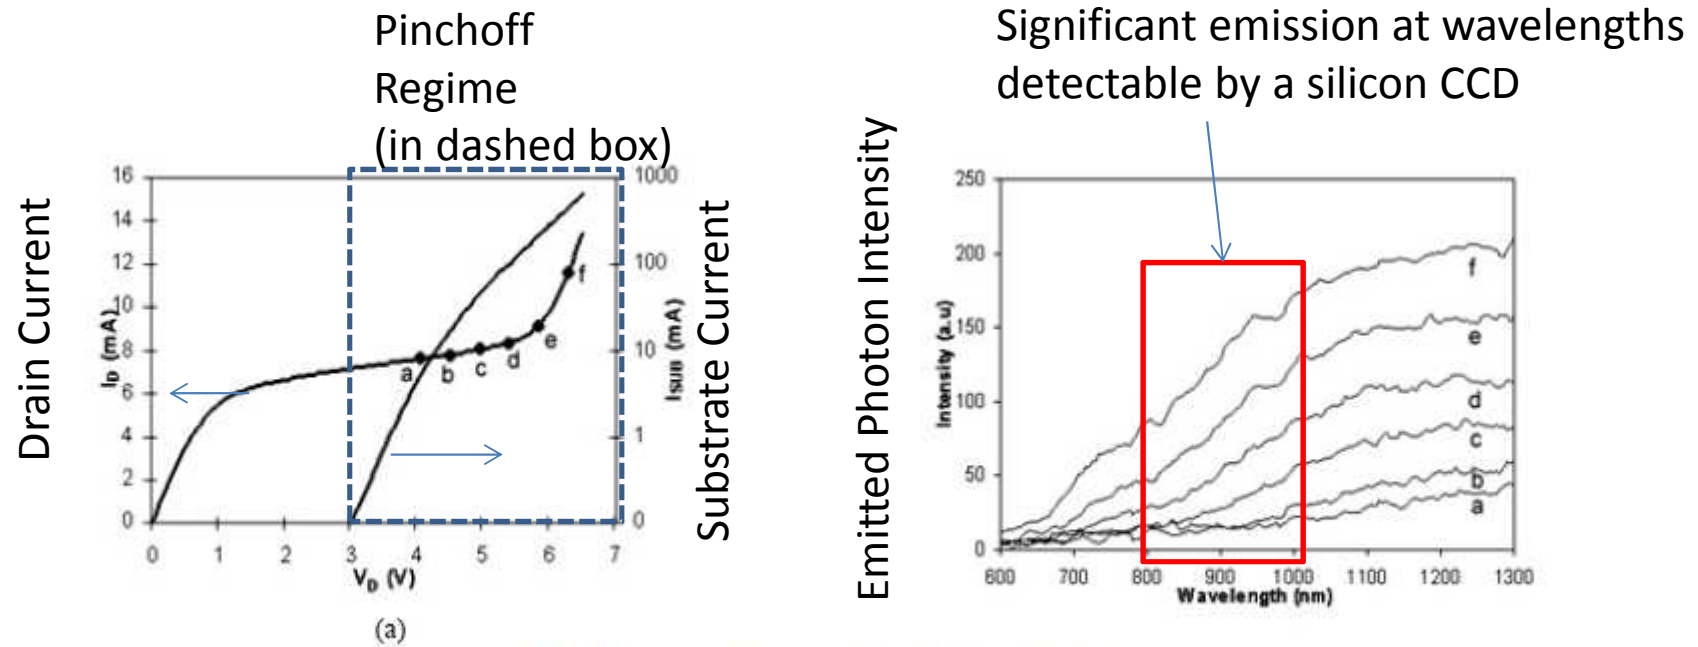 Pinchoff
Regime
(in dashed box)
Significant emission at wavelengths
detectable by a silicon CCD
Drain Current
I_D (mA)
16
14
12
10
8
6
4
2
0
0 1 2 3 4 5 6 7
V_D (V)
a b c d e f
1000
100
10
1
0
I_SUB (mA)
Substrate Current
(a)
Emitted Photon Intensity
Intensity (a.u)
250
200
150
100
50
0
600 700 800 900 1000 1100 1200 1300
Wavelength (nm)
f
e
d
c
b
a